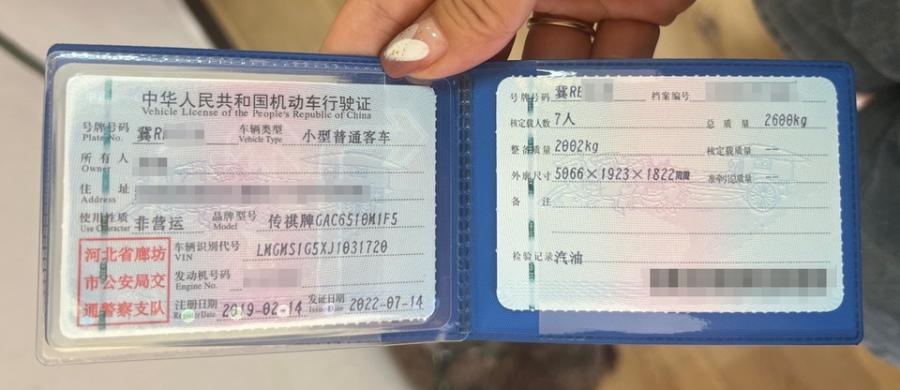 中华人民共和国机动车行驶证
Vehicle License of the People's Republic of China
号牌号码 冀R 车辆类型 小型普通客车
Plate No. Vehicle Type
所有人
Owner
住址
Address
使用性质 非营运 品牌型号 传祺牌GAC6510M1F5
Use Character Model
河北省廊坊
市公安局交
通警察支队
车辆识别代号 LMGMS1G5XJ1031720
VIN
发动机号码
Engine No.
注册日期 2019-02-14 发证日期 2022-07-14
Register Date Issue Date
号牌号码 冀RE 档案编号
核定载人数 7人 总质量 2600kg
整备质量 2002kg 核定载质量 --
外廓尺寸 5066×1923×1822 准牵引总质量 --
备注
检验记录 汽油